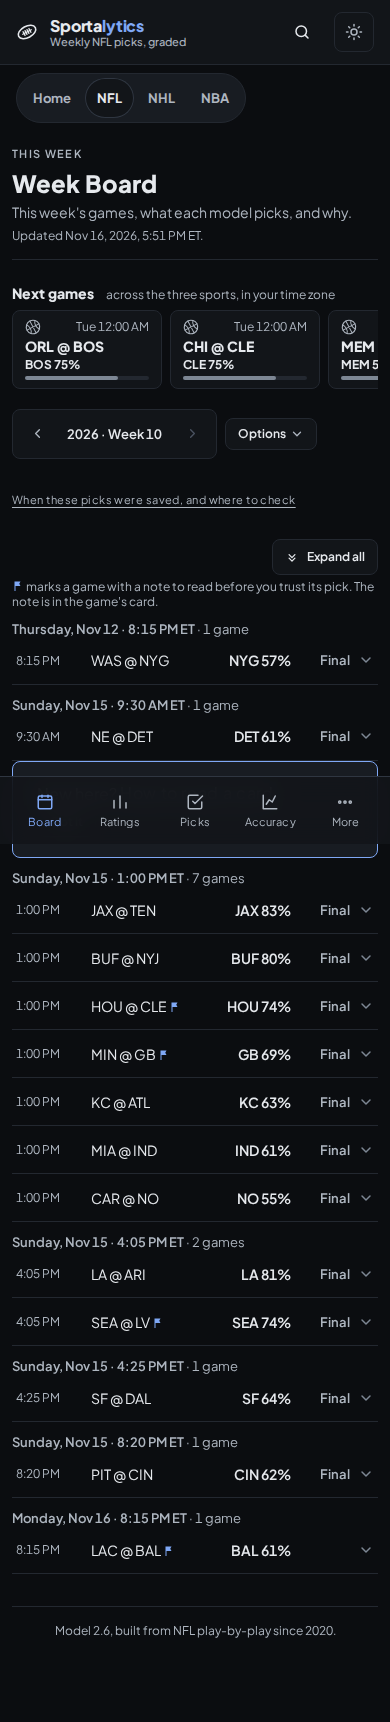 Sportalytics
Weekly NFL picks, graded
Home NFL NHL NBA
THIS WEEK
Week Board
This week's games, what each model picks, and why.
Updated Nov 16, 2026, 5:51 PM ET.
Next games across the three sports, in your time zone
Tue 12:00 AM
ORL @ BOS
BOS 75%
Tue 12:00 AM
CHI @ CLE
CLE 75%
MEM
MEM 5
2026 · Week 10
Options
When these picks were saved, and where to check
Expand all
marks a game with a note to read before you trust its pick. The
note is in the game's card.
Thursday, Nov 12 · 8:15 PM ET · 1 game
8:15 PM WAS @ NYG NYG 57% Final
Sunday, Nov 15 · 9:30 AM ET · 1 game
9:30 AM NE @ DET DET 61% Final
Board Ratings Picks Accuracy More
Sunday, Nov 15 · 1:00 PM ET · 7 games
1:00 PM JAX @ TEN JAX 83% Final
1:00 PM BUF @ NYJ BUF 80% Final
1:00 PM HOU @ CLE HOU 74% Final
1:00 PM MIN @ GB GB 69% Final
1:00 PM KC @ ATL KC 63% Final
1:00 PM MIA @ IND IND 61% Final
1:00 PM CAR @ NO NO 55% Final
Sunday, Nov 15 · 4:05 PM ET · 2 games
4:05 PM LA @ ARI LA 81% Final
4:05 PM SEA @ LV SEA 74% Final
Sunday, Nov 15 · 4:25 PM ET · 1 game
4:25 PM SF @ DAL SF 64% Final
Sunday, Nov 15 · 8:20 PM ET · 1 game
8:20 PM PIT @ CIN CIN 62% Final
Monday, Nov 16 · 8:15 PM ET · 1 game
8:15 PM LAC @ BAL BAL 61%
Model 2.6, built from NFL play-by-play since 2020.